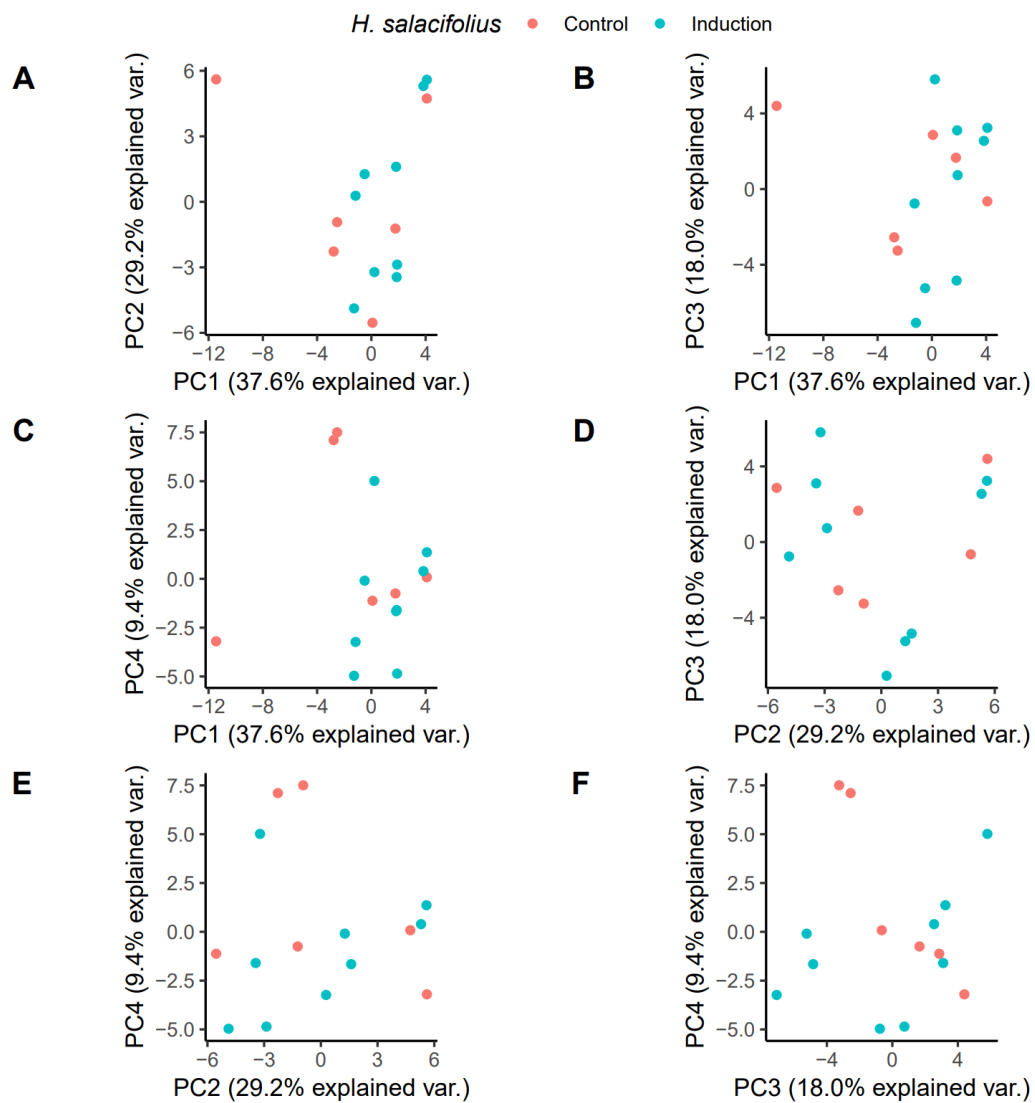 H. salacifolius Control Induction
A
PC2 (29.2% explained var.)
6
3
0
−3
−6
−12 −8 −4 0 4
PC1 (37.6% explained var.)
B
PC3 (18.0% explained var.)
4
0
−4
−12 −8 −4 0 4
PC1 (37.6% explained var.)
C
PC4 (9.4% explained var.)
7.5
5.0
2.5
0.0
−2.5
−5.0
−12 −8 −4 0 4
PC1 (37.6% explained var.)
D
PC3 (18.0% explained var.)
4
0
−4
−6 −3 0 3 6
PC2 (29.2% explained var.)
E
PC4 (9.4% explained var.)
7.5
5.0
2.5
0.0
−2.5
−5.0
−6 −3 0 3 6
PC2 (29.2% explained var.)
F
PC4 (9.4% explained var.)
7.5
5.0
2.5
0.0
−2.5
−5.0
−4 0 4
PC3 (18.0% explained var.)